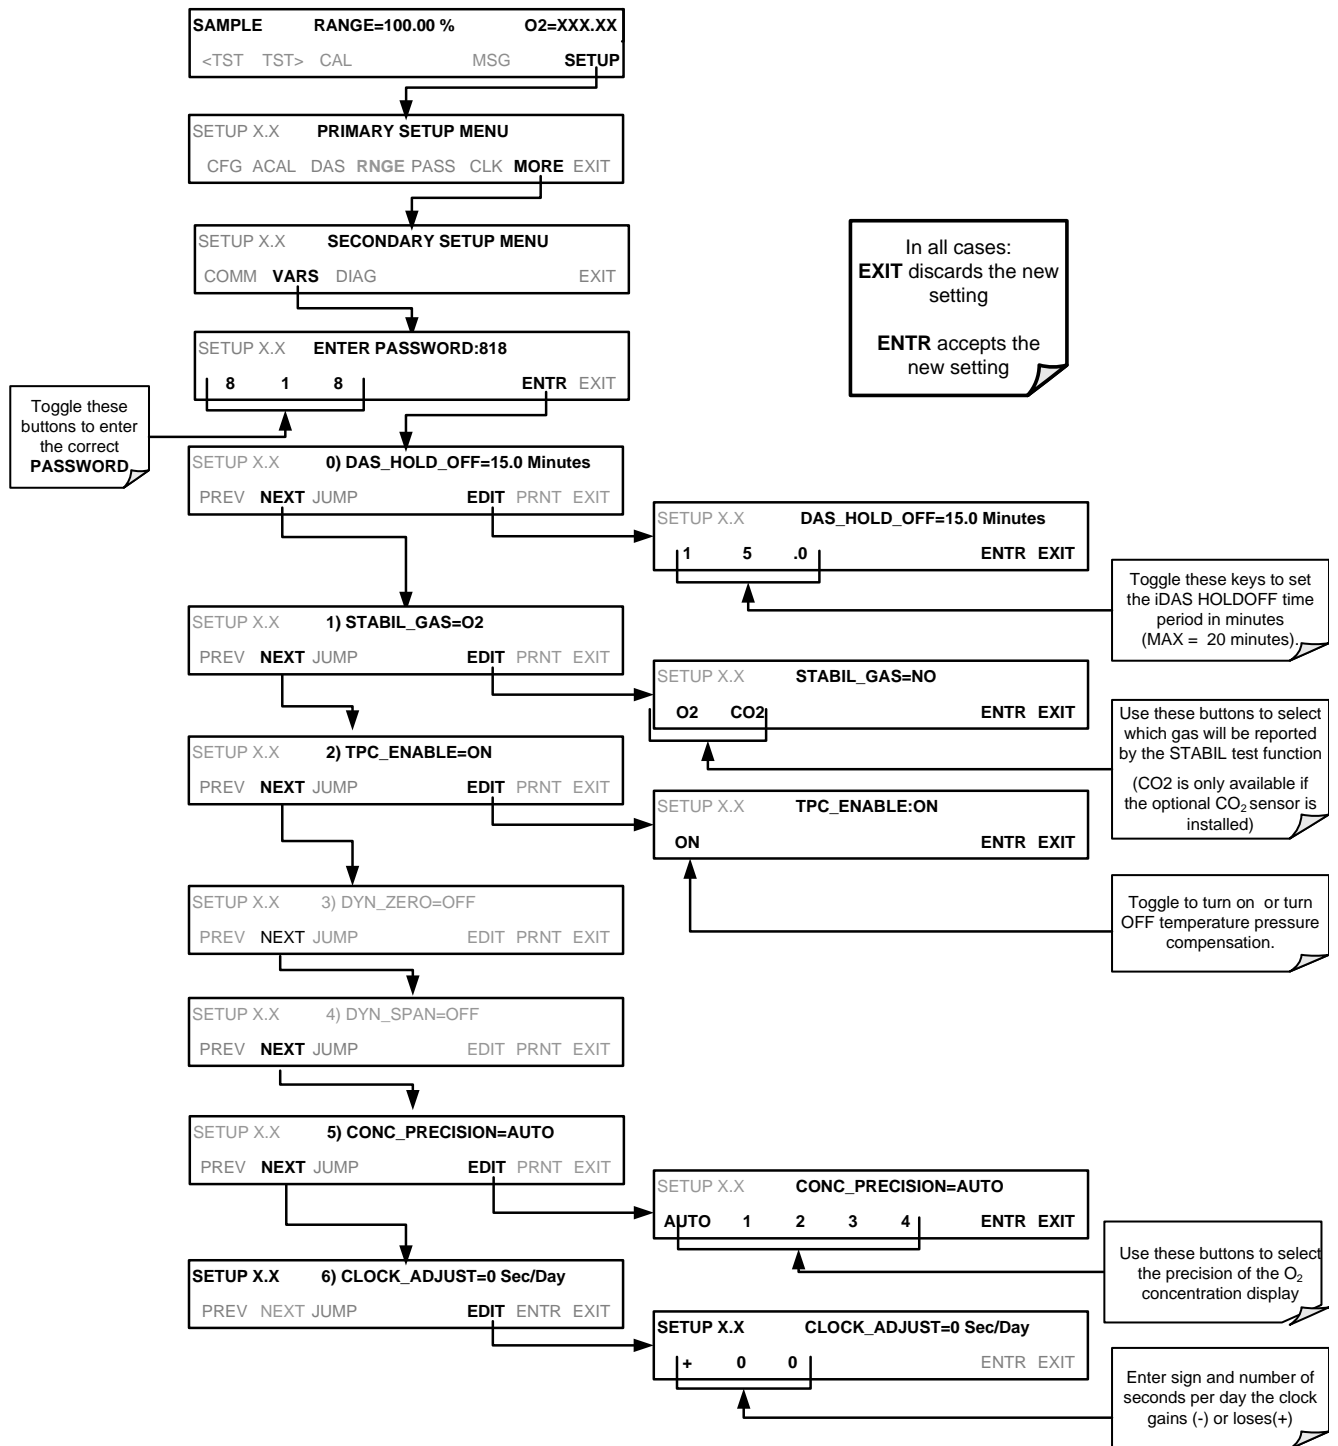 SAMPLE RANGE=100.00 % O2=XXX.XX
<TST TST> CAL MSG SETUP
SETUP X.X PRIMARY SETUP MENU
CFG ACAL DAS RNGE PASS CLK MORE EXIT
SETUP X.X SECONDARY SETUP MENU
COMM VARS DIAG EXIT
In all cases:
EXIT discards the new
setting
ENTR accepts the
new setting
SETUP X.X ENTER PASSWORD:818
8 1 8 ENTR EXIT
Toggle these
buttons to enter
the correct
PASSWORD
SETUP X.X 0) DAS_HOLD_OFF=15.0 Minutes
PREV NEXT JUMP EDIT PRNT EXIT
SETUP X.X DAS_HOLD_OFF=15.0 Minutes
1 5 .0 ENTR EXIT
Toggle these keys to set
the iDAS HOLDOFF time
period in minutes
(MAX = 20 minutes).
SETUP X.X 1) STABIL_GAS=O2
PREV NEXT JUMP EDIT PRNT EXIT
SETUP X.X STABIL_GAS=NO
O2 CO2 ENTR EXIT
Use these buttons to select
which gas will be reported
by the STABIL test function
(CO2 is only available if
the optional CO2 sensor is
installed)
SETUP X.X 2) TPC_ENABLE=ON
PREV NEXT JUMP EDIT PRNT EXIT
SETUP X.X TPC_ENABLE:ON
ON ENTR EXIT
Toggle to turn on or turn
OFF temperature pressure
compensation.
SETUP X.X 3) DYN_ZERO=OFF
PREV NEXT JUMP EDIT PRNT EXIT
SETUP X.X 4) DYN_SPAN=OFF
PREV NEXT JUMP EDIT PRNT EXIT
SETUP X.X 5) CONC_PRECISION=AUTO
PREV NEXT JUMP EDIT PRNT EXIT
SETUP X.X CONC_PRECISION=AUTO
AUTO 1 2 3 4 ENTR EXIT
Use these buttons to select
the precision of the O2
concentration display
SETUP X.X 6) CLOCK_ADJUST=0 Sec/Day
PREV NEXT JUMP EDIT ENTR EXIT
SETUP X.X CLOCK_ADJUST=0 Sec/Day
+ 0 0 ENTR EXIT
Enter sign and number of
seconds per day the clock
gains (-) or loses(+)